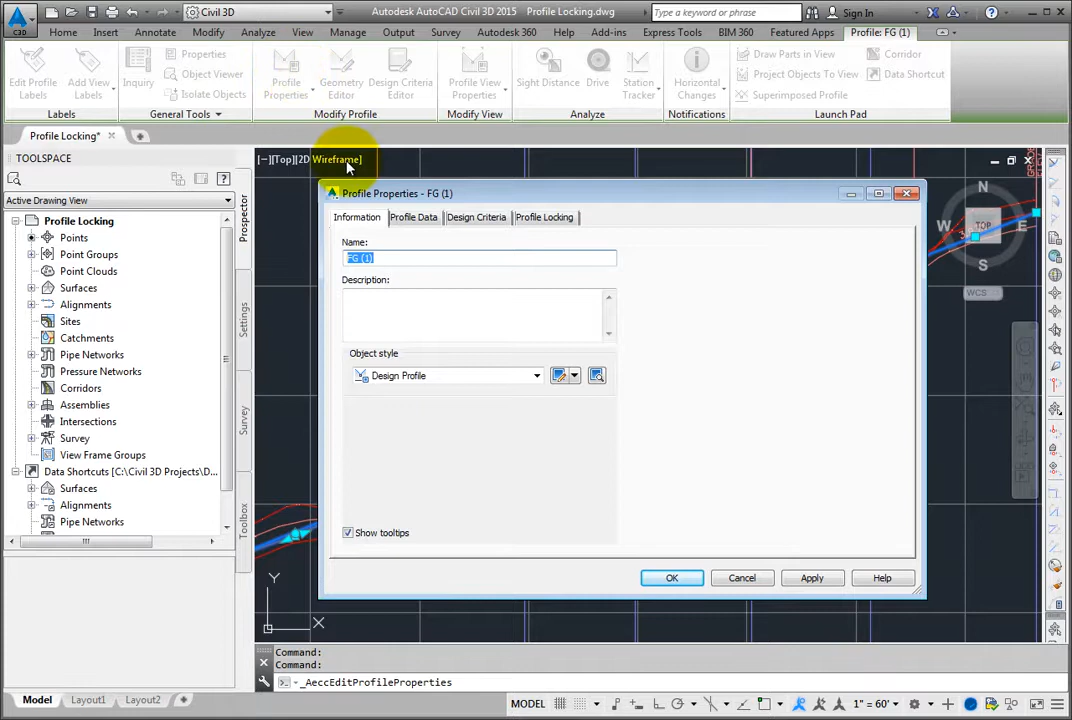 C3D
Civil 3D
Autodesk AutoCAD Civil 3D 2015 Profile Locking.dwg
Type a keyword or phrase
Sign In
Home Insert Annotate Modify Analyze View Manage Output Survey Autodesk 360 Help Add-ins Express Tools BIM 360 Featured Apps Profile: FG (1)
Edit Profile Labels
Add View Labels
Labels
Inquiry
Properties
Object Viewer
Isolate Objects
General Tools
Profile Properties
Geometry Editor
Design Criteria Editor
Modify Profile
Profile View Properties
Modify View
Sight Distance
Drive
Station Tracker
Analyze
Horizontal Changes
Notifications
Draw Parts in View
Project Objects To View
Superimposed Profile
Corridor
Data Shortcut
Launch Pad
Profile Locking*
TOOLSPACE
Active Drawing View
Profile Locking
Points
Point Groups
Point Clouds
Surfaces
Alignments
Sites
Catchments
Pipe Networks
Pressure Networks
Corridors
Assemblies
Intersections
Survey
View Frame Groups
Data Shortcuts [C:\Civil 3D Projects\D...
Surfaces
Alignments
Pipe Networks
Prospector
Settings
Survey
Toolbox
[−][Top][2D Wireframe]
Profile Properties - FG (1)
Information Profile Data Design Criteria Profile Locking
Name:
FG (1)
Description:
Object style
Design Profile
Show tooltips
OK Cancel Apply Help
N
W TOP E
S
WCS
Y
X
Command:
Command:
_AeccEditProfileProperties
Model Layout1 Layout2
MODEL
1" = 60'